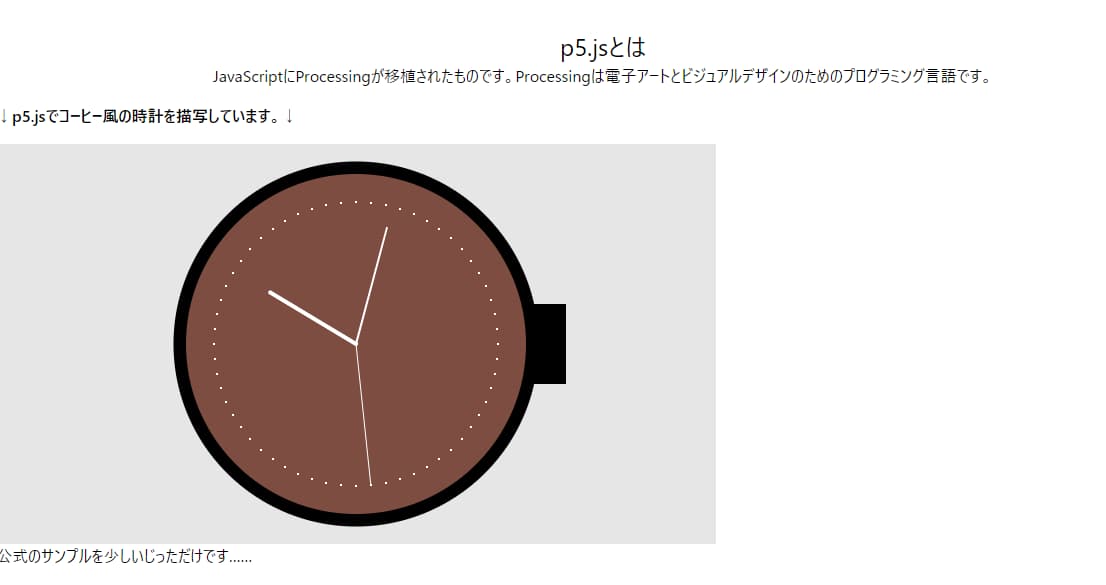 p5.jsとは
JavaScriptにProcessingが移植されたものです。Processingは電子アートとビジュアルデザインのためのプログラミング言語です。
↓ p5.jsでコーヒー風の時計を描写しています。 ↓
公式のサンプルを少しいじっただけです……